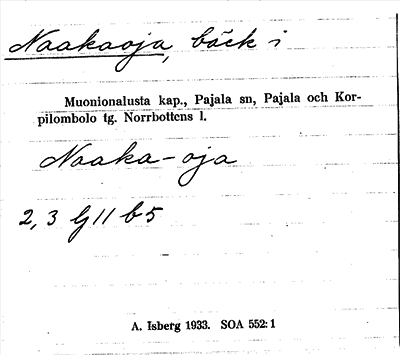 Naakaoja, bäck i
Muonionalusta kap., Pajala sn, Pajala och Kor-
pilombolo tg. Norrbottens l.
Naaka-oja
2, 3 G 11 b5
A. Isberg 1933. SOA 552: 1